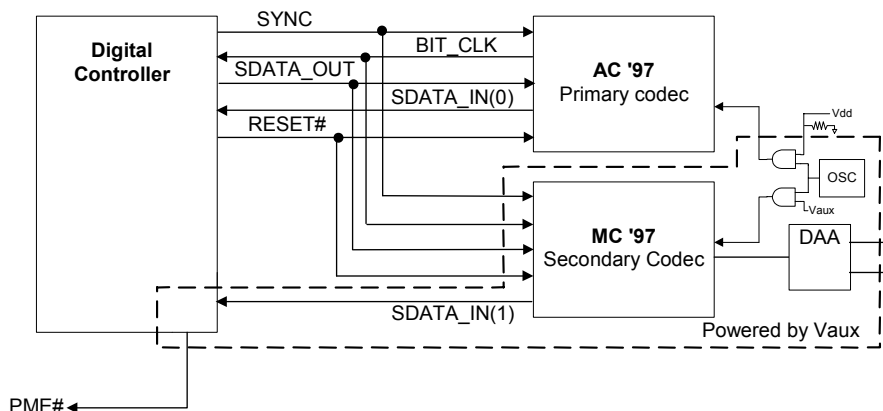 SYNC
Digital
Controller
BIT_CLK
SDATA_OUT
SDATA_IN(0)
RESET#
AC '97
Primary codec
Vdd
OSC
Vaux
MC '97
Secondary Codec
DAA
SDATA_IN(1)
Powered by Vaux
PME#